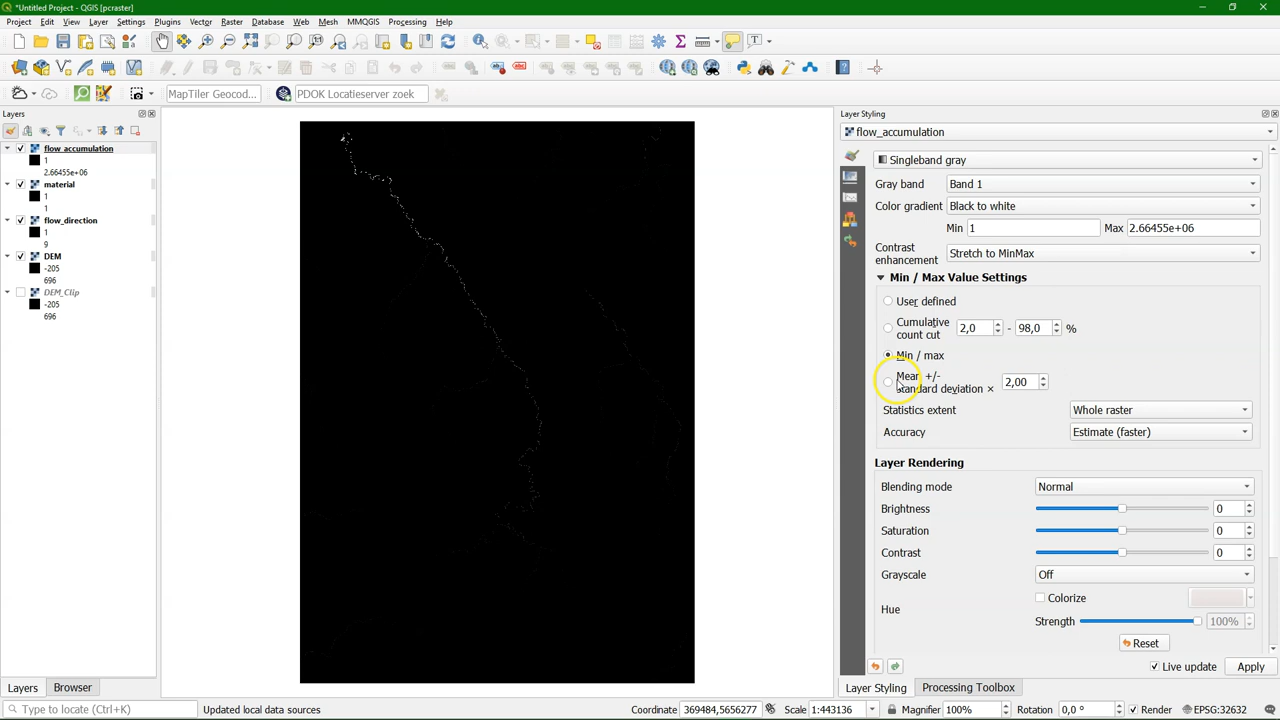 *Untitled Project - QGIS [pcraster]
Project Edit View Layer Settings Plugins Vector Raster Database Web Mesh MMQGIS Processing Help
MapTiler Geocod... PDOK Locatieserver zoek
Layers
flow_accumulation
1
2.66455e+06
material
1
1
flow_direction
1
9
DEM
-205
696
DEM_Clip
-205
696
Layers Browser
Layer Styling
flow_accumulation
Singleband gray
Gray band Band 1
Color gradient Black to white
Min 1 Max 2.66455e+06
Contrast enhancement Stretch to MinMax
Min / Max Value Settings
User defined
Cumulative count cut 2,0 - 98,0 %
Min / max
Mean +/- standard deviation × 2,00
Statistics extent Whole raster
Accuracy Estimate (faster)
Layer Rendering
Blending mode Normal
Brightness 0
Saturation 0
Contrast 0
Grayscale Off
Hue Colorize
Strength 100%
Reset
Live update Apply
Layer Styling Processing Toolbox
Type to locate (Ctrl+K) Updated local data sources Coordinate 369484,5656277 Scale 1:443136 Magnifier 100% Rotation 0,0 ° Render EPSG:32632